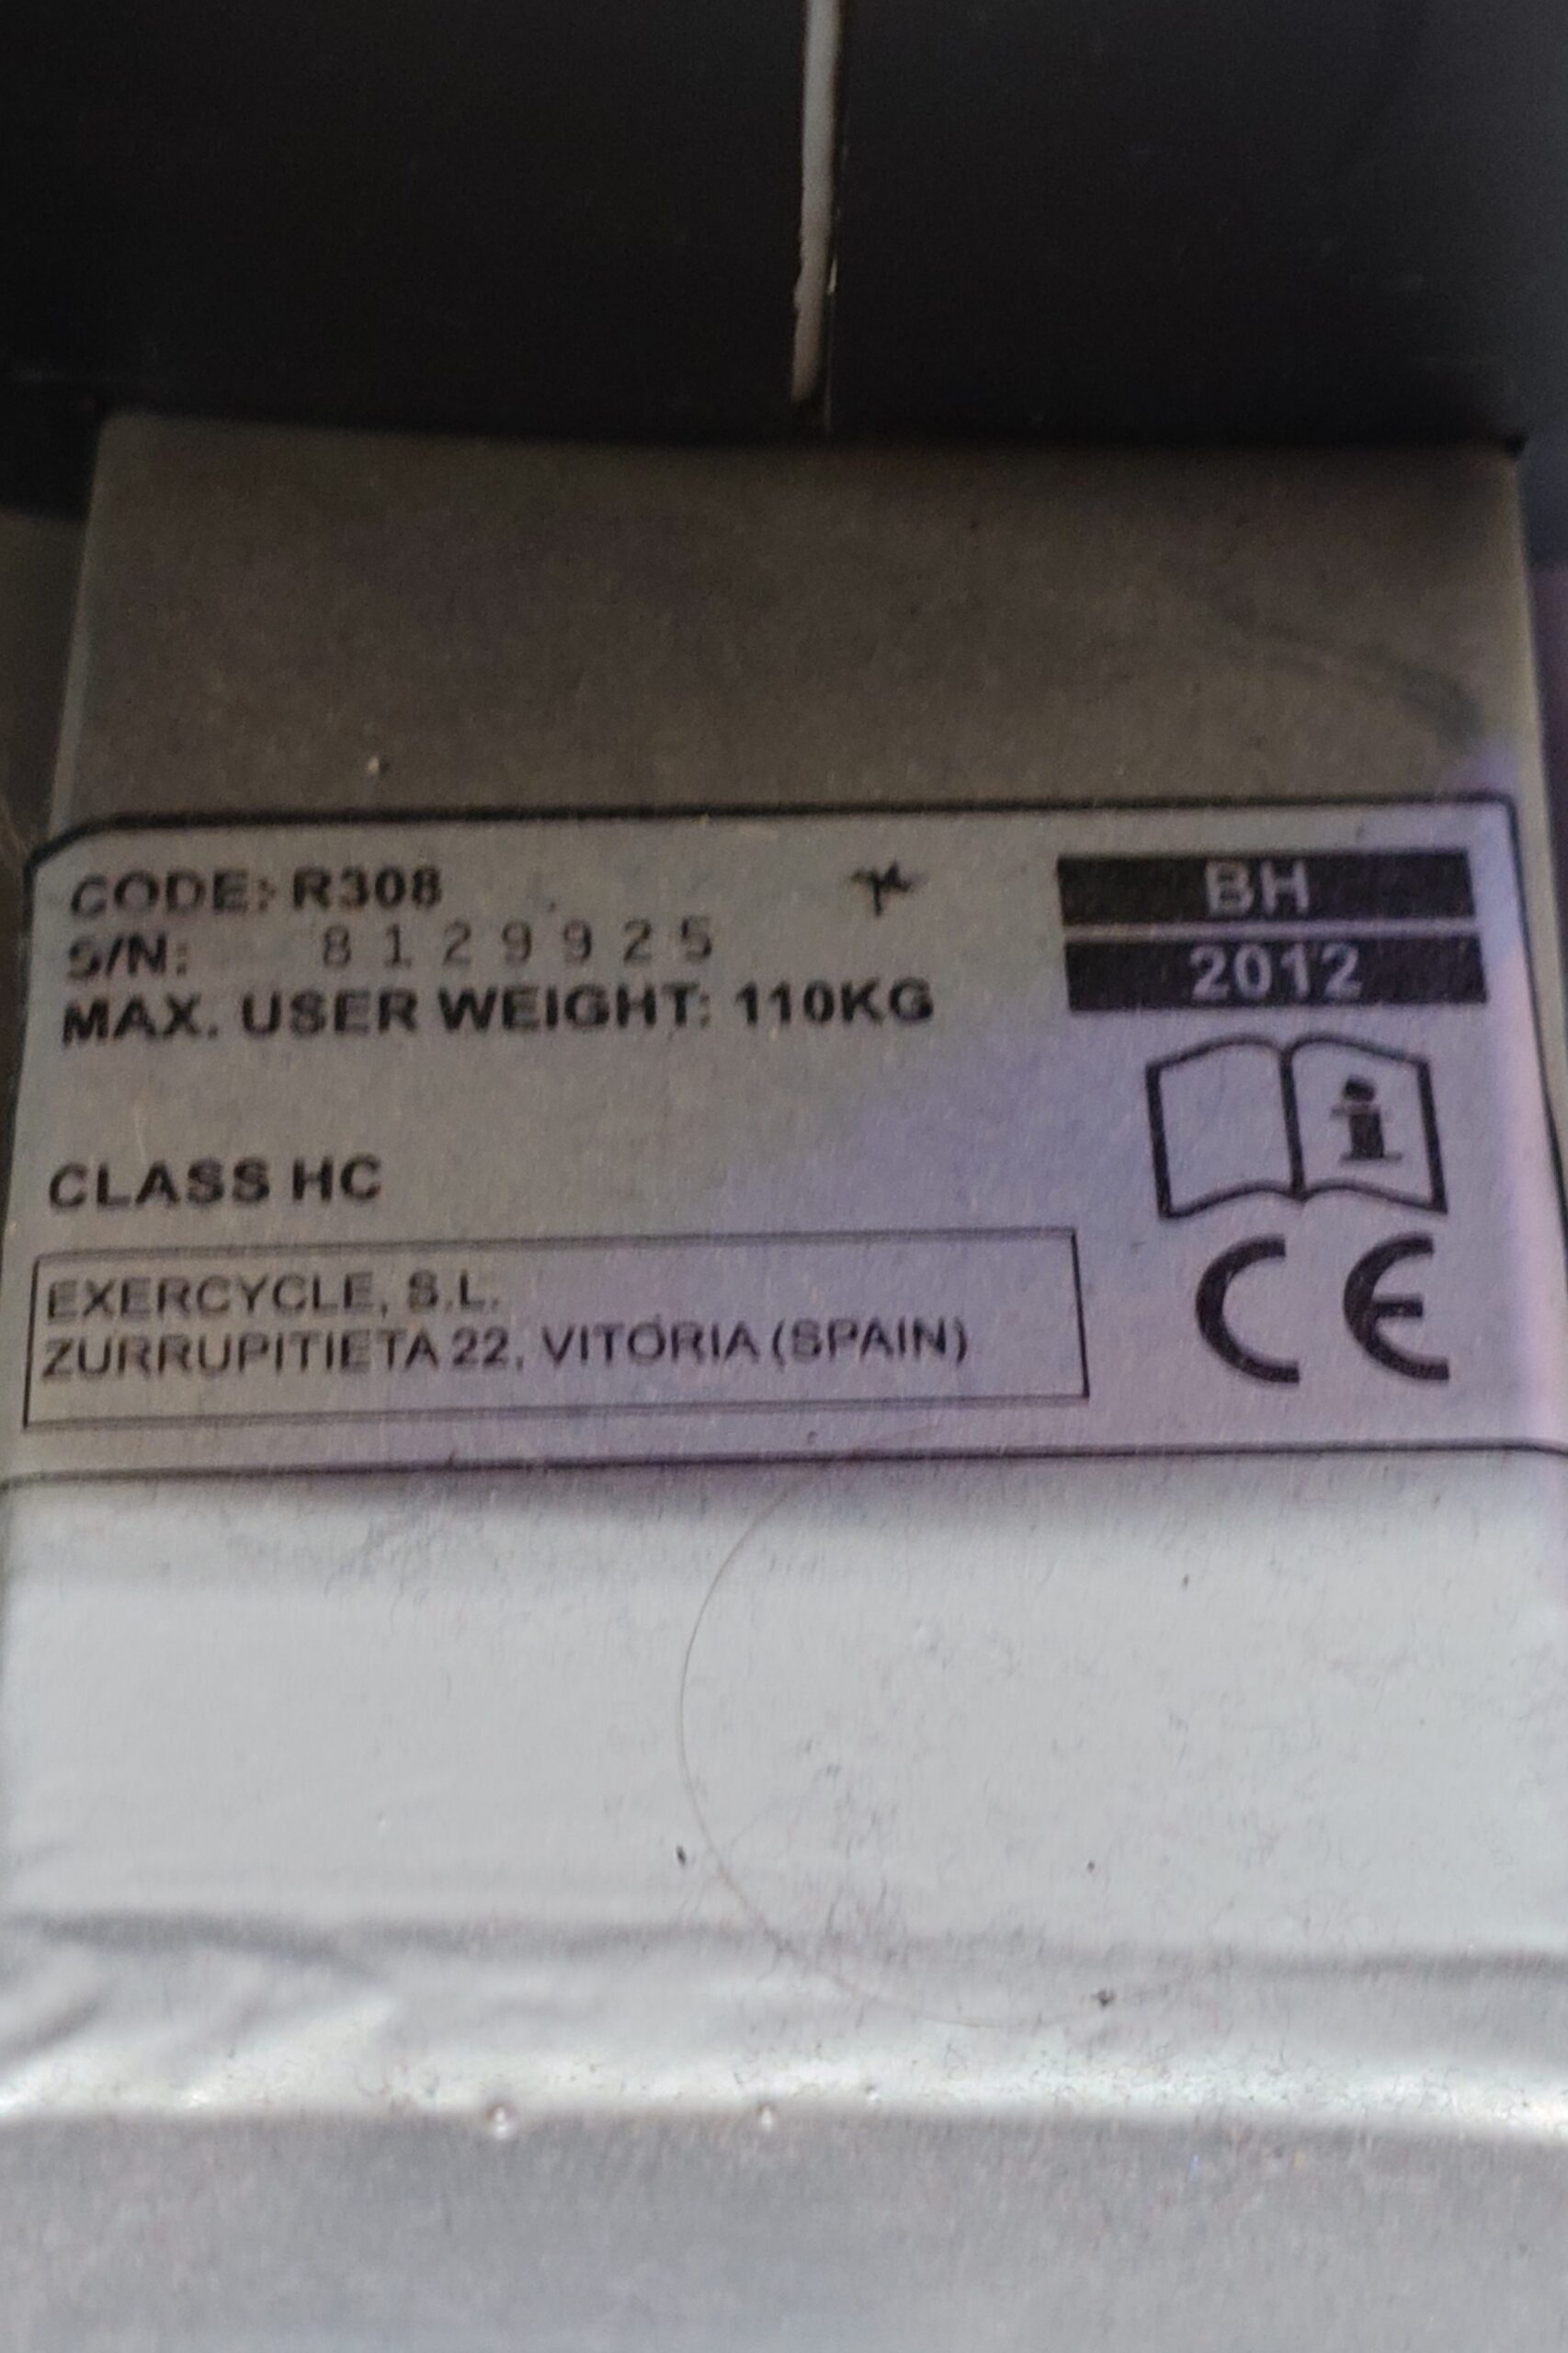 CODE: R308
S/N: 8129925
MAX. USER WEIGHT: 110KG
BH
2012
i
CLASS HC
EXERCYCLE, S.L.
ZURRUPITIETA 22, VITORIA (SPAIN)
CE